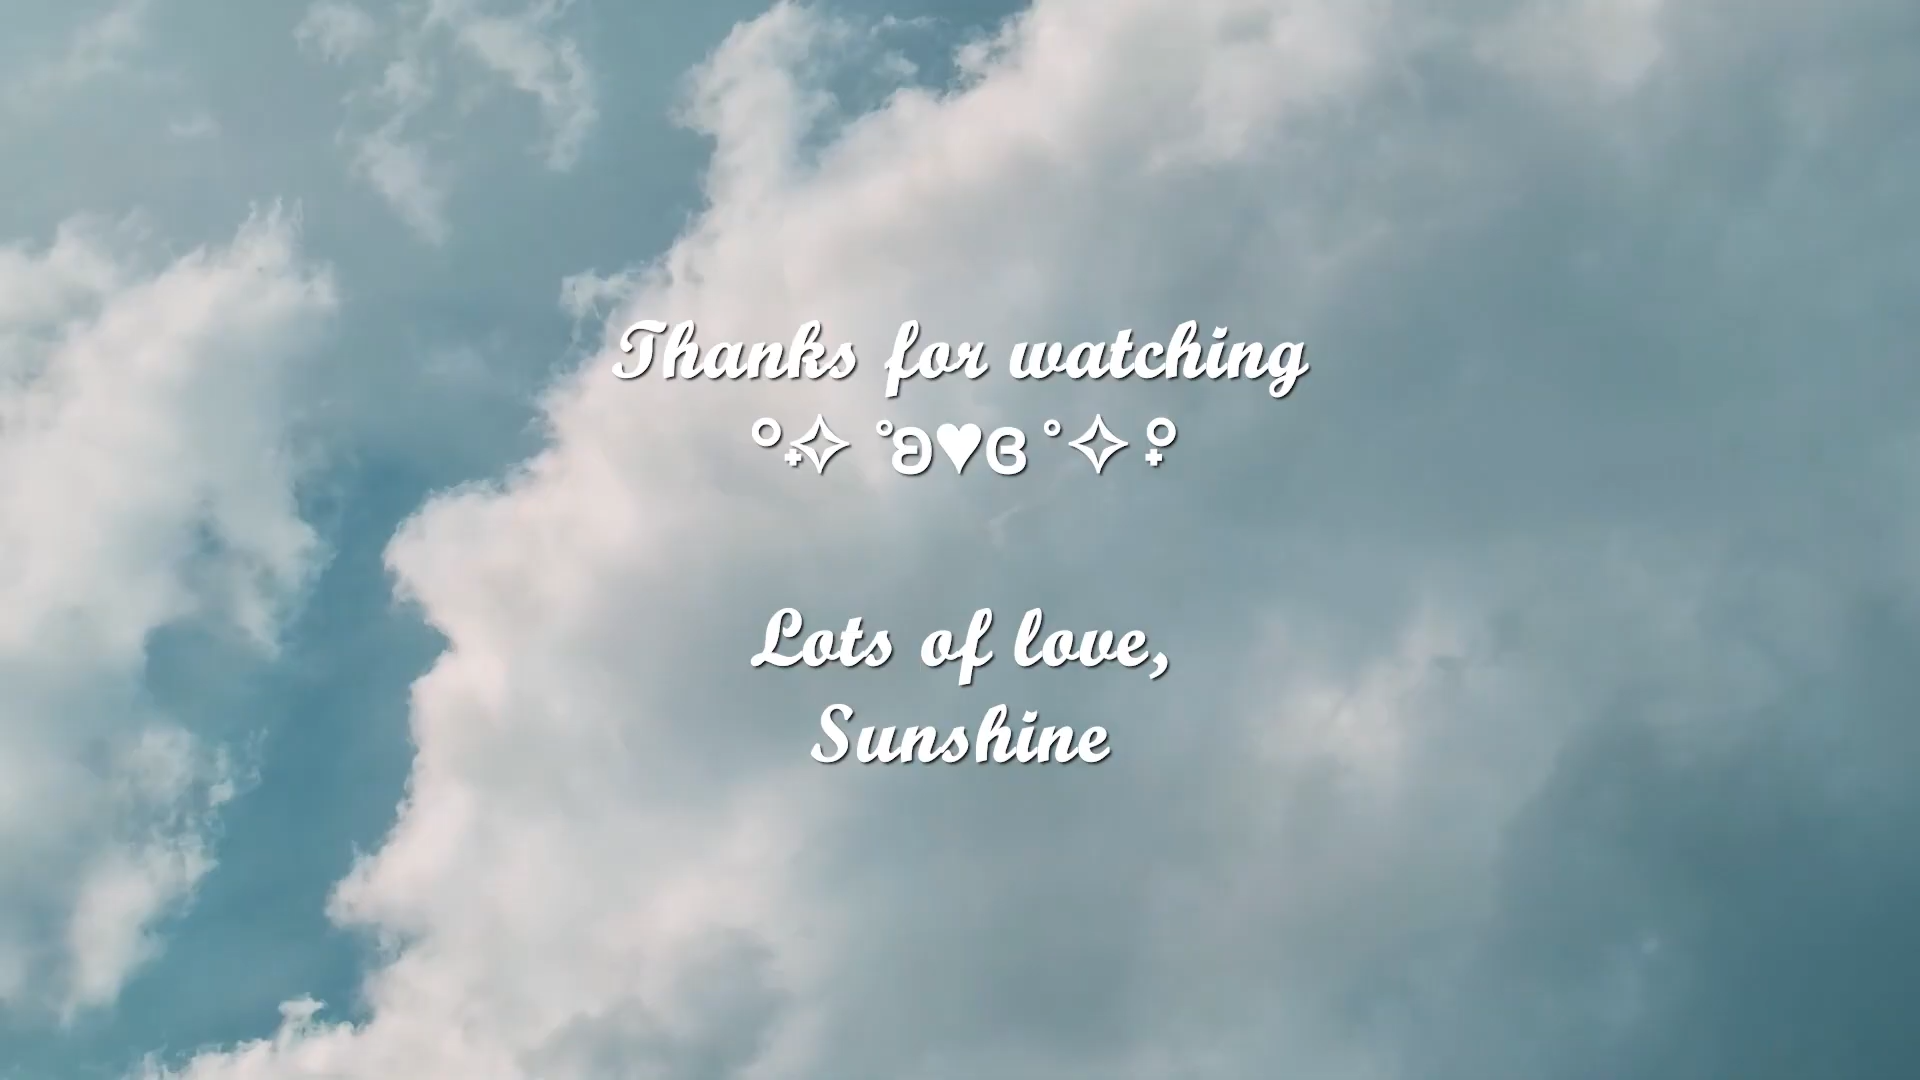 Thanks for watching
°˖✧ ˚ʚ♥ɞ ˚✧ ˖°
Lots of love,
Sunshine